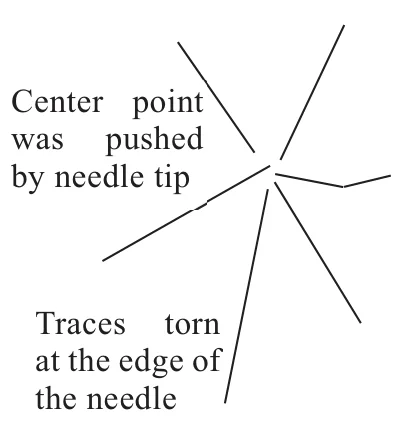 Center point
was pushed
by needle tip
Traces torn
at the edge of
the needle